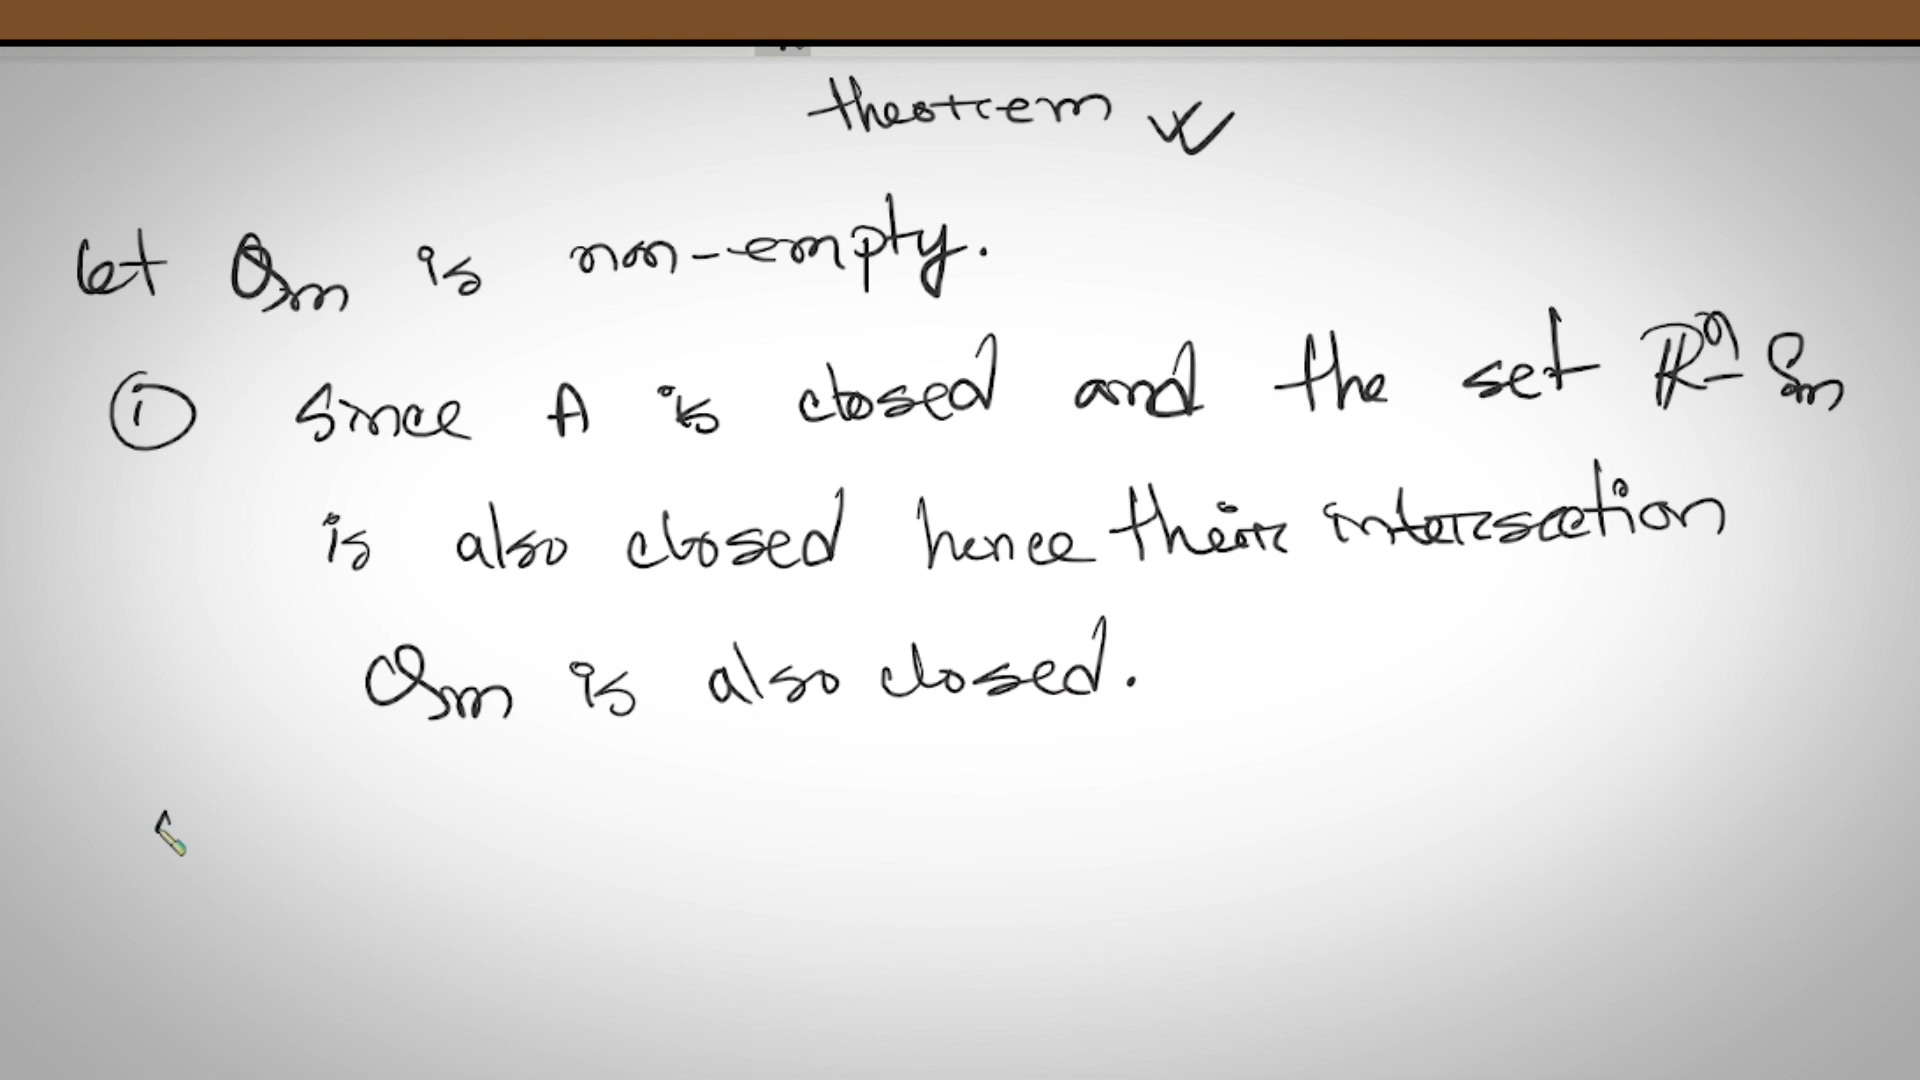 theorem
Let Qm is non-empty.
① Since A is closed and the set ℝⁿ - Sm
is also closed hence their intersection
Qm is also closed.